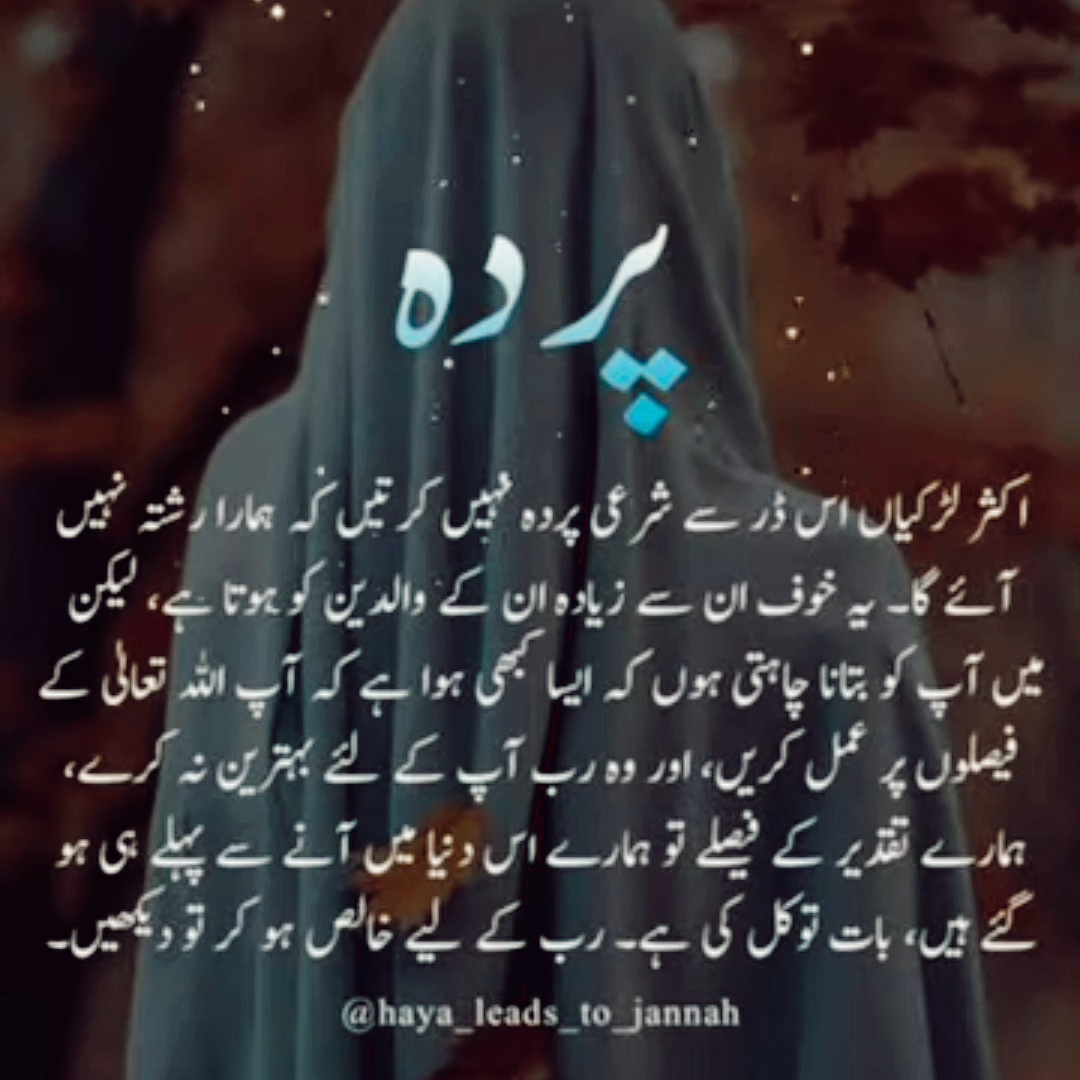 پردہ
اکثر لڑکیاں اس ڈر سے شرعی پردہ نہیں کرتیں کہ ہمارا رشتہ نہیں
آئے گا۔ یہ خوف ان سے زیادہ ان کے والدین کو ہوتا ہے، لیکن
میں آپ کو بتانا چاہتی ہوں کہ ایسا کبھی ہوا ہے کہ آپ اللہ تعالیٰ کے
فیصلوں پر عمل کریں، اور وہ رب آپ کے لئے بہترین نہ کرے،
ہمارے تقدیر کے فیصلے تو ہمارے اس دنیا میں آنے سے پہلے ہی ہو
گئے ہیں، بات توکل کی ہے۔ رب کے لیے خالص ہو کر تو دیکھیں۔
@haya_leads_to_jannah